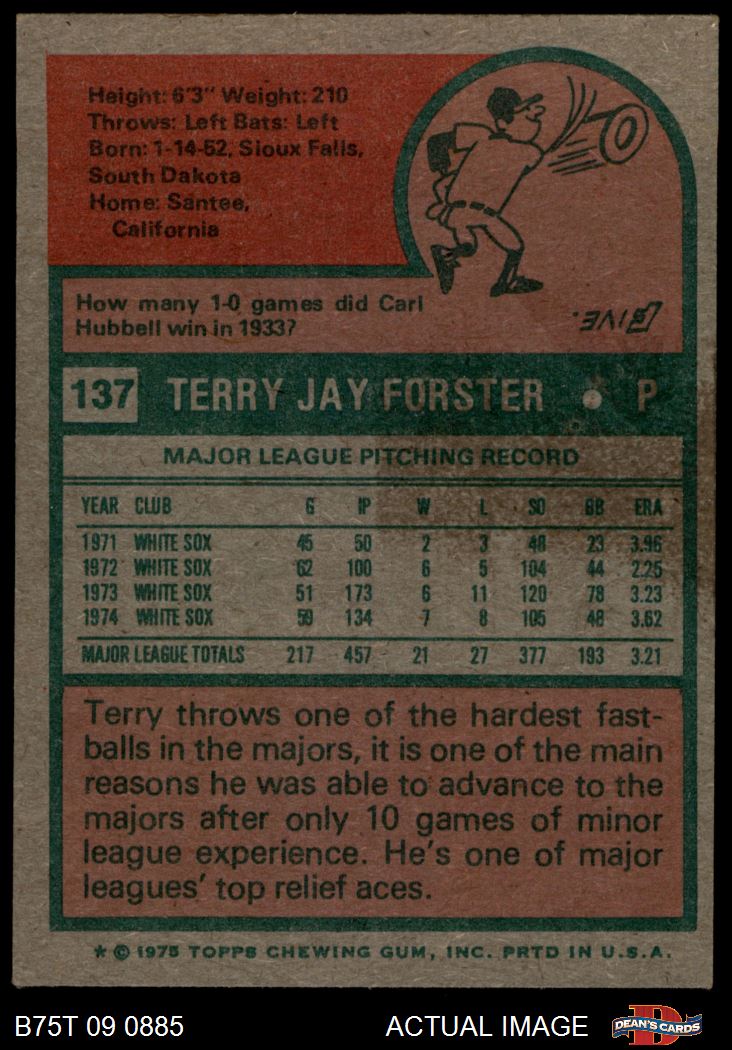 Height: 6'3" Weight: 210
Throws: Left Bats: Left
Born: 1-14-52, Sioux Falls,
South Dakota
Home: Santee,
California
How many 1-0 games did Carl
Hubbell win in 1933?
FIVE.
137 TERRY JAY FORSTER • P
MAJOR LEAGUE PITCHING RECORD
YEAR CLUB G IP W L SO BB ERA
1971 WHITE SOX 45 50 2 3 48 23 3.96
1972 WHITE SOX 62 100 6 5 104 44 2.25
1973 WHITE SOX 51 173 6 11 120 78 3.23
1974 WHITE SOX 59 134 7 8 105 48 3.62
MAJOR LEAGUE TOTALS 217 457 21 27 377 193 3.21
Terry throws one of the hardest fast-
balls in the majors, it is one of the main
reasons he was able to advance to the
majors after only 10 games of minor
league experience. He's one of major
leagues' top relief aces.
* © 1975 TOPPS CHEWING GUM, INC. PRTD IN U.S.A.
B75T 09 0885 ACTUAL IMAGE D DEAN'S CARDS